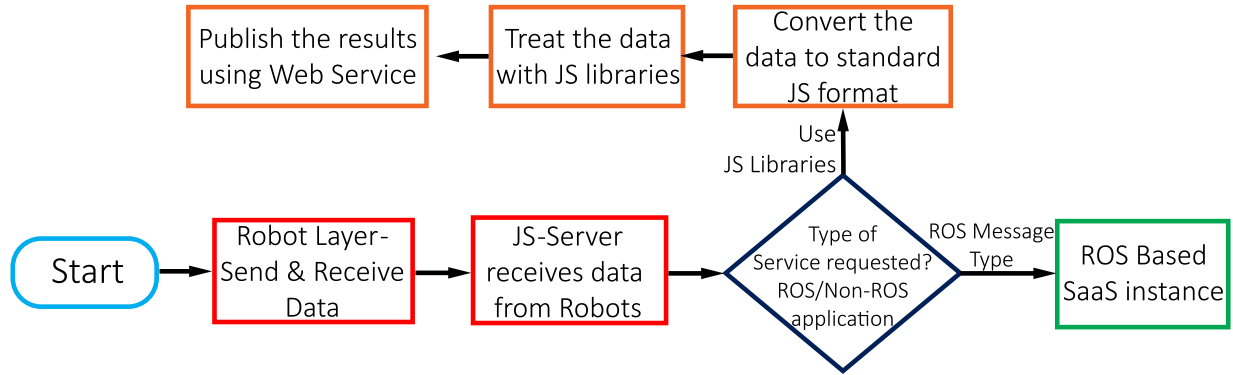 Publish the results
using Web Service
Treat the data
with JS libraries
Convert the
data to standard
JS format
Use
JS Libraries
Start
Robot Layer-
Send & Receive
Data
JS-Server
receives data
from Robots
Type of
Service requested?
ROS/Non-ROS
application
ROS Message
Type
ROS Based
SaaS instance